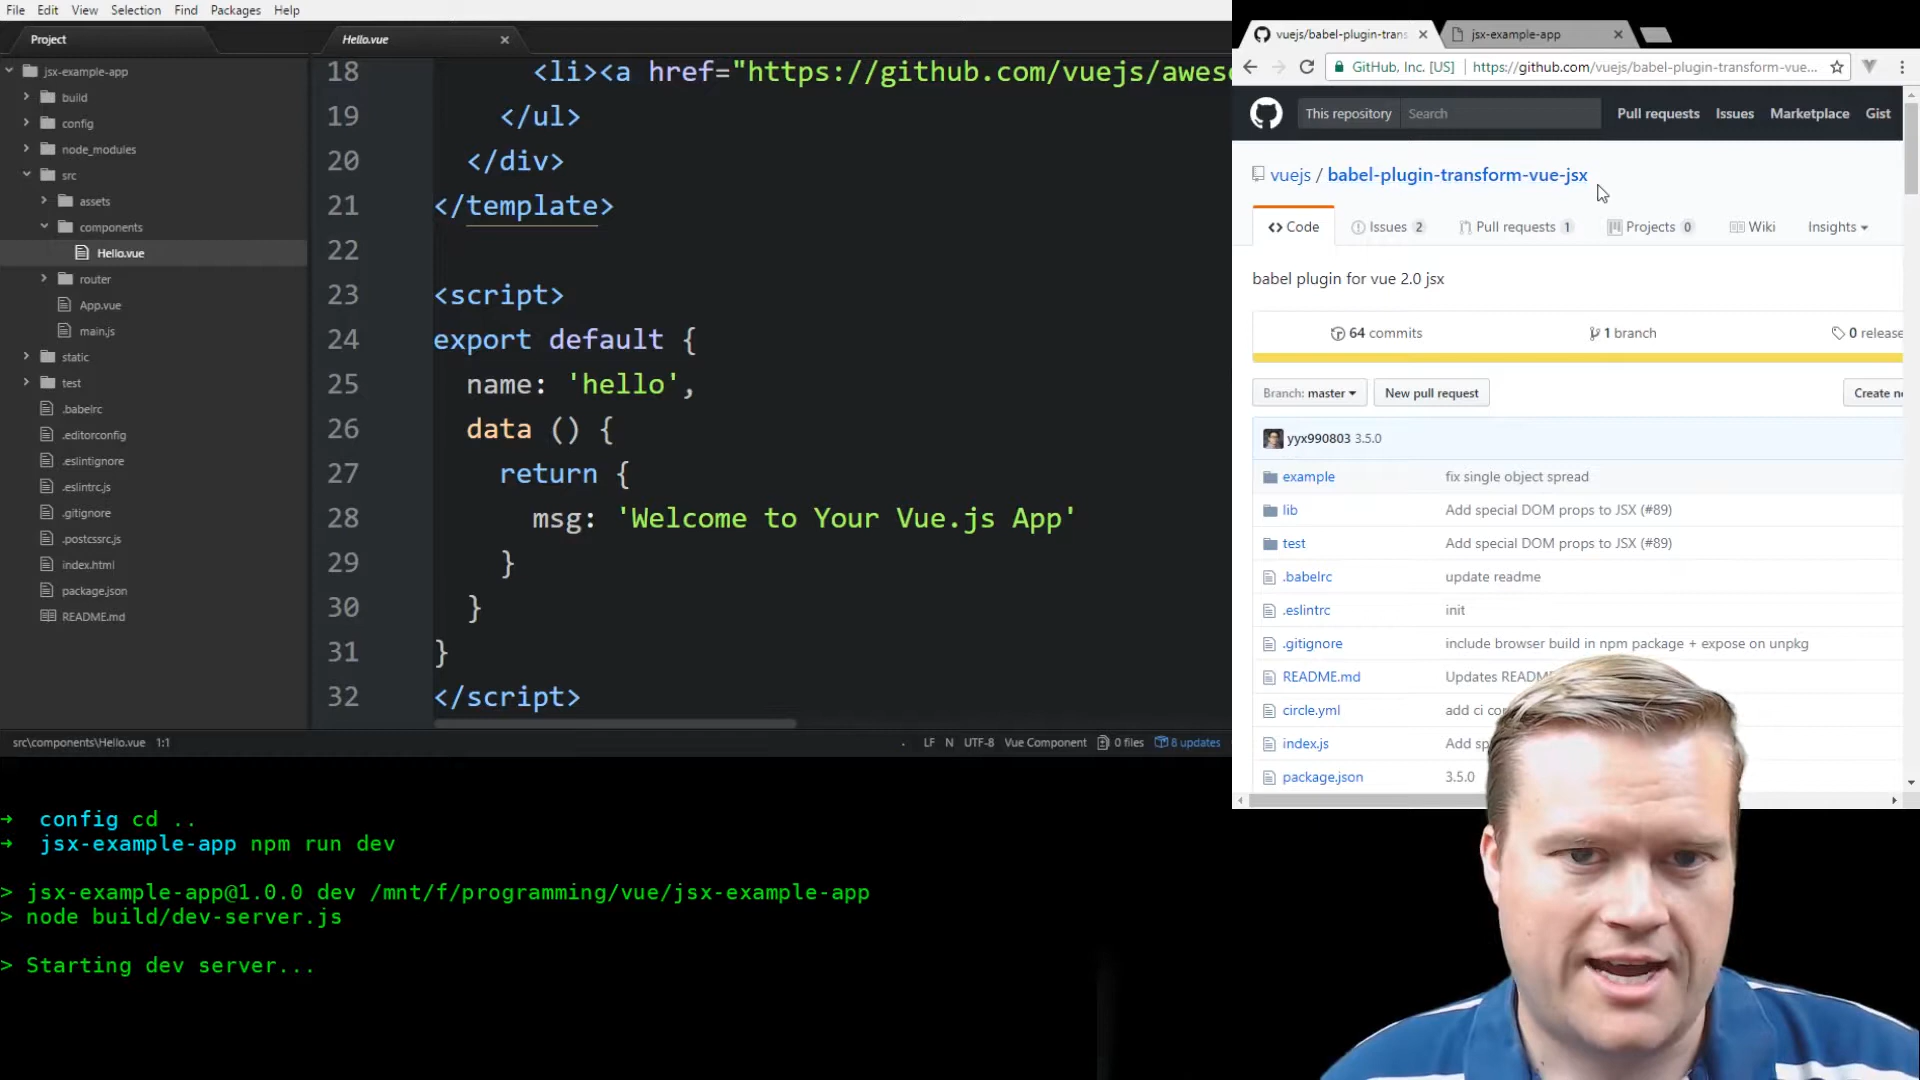 File Edit View Selection Find Packages Help
Project
jsx-example-app
build
config
node_modules
src
assets
components
Hello.vue
router
App.vue
main.js
static
test
.babelrc
.editorconfig
.eslintignore
.eslintrc.js
.gitignore
.postcssrc.js
index.html
package.json
README.md
Hello.vue
18 <li><a href="https://github.com/vuejs/awes
19 </ul>
20 </div>
21 </template>
22
23 <script>
24 export default {
25 name: 'hello',
26 data () {
27 return {
28 msg: 'Welcome to Your Vue.js App'
29 }
30 }
31 }
32 </script>
src\components\Hello.vue 1:1 LF N UTF-8 Vue Component 0 files 8 updates
→ config cd ..
→ jsx-example-app npm run dev
> jsx-example-app@1.0.0 dev /mnt/f/programming/vue/jsx-example-app
> node build/dev-server.js
> Starting dev server...
vuejs/babel-plugin-trans jsx-example-app
GitHub, Inc. [US] https://github.com/vuejs/babel-plugin-transform-vue...
This repository Search Pull requests Issues Marketplace Gist
vuejs / babel-plugin-transform-vue-jsx
Code Issues 2 Pull requests 1 Projects 0 Wiki Insights
babel plugin for vue 2.0 jsx
64 commits 1 branch 0 release
Branch: master New pull request Create ne
yyx990803 3.5.0
example fix single object spread
lib Add special DOM props to JSX (#89)
test Add special DOM props to JSX (#89)
.babelrc update readme
.eslintrc init
.gitignore include browser build in npm package + expose on unpkg
README.md Updates READM
circle.yml add ci co
index.js Add sp
package.json 3.5.0